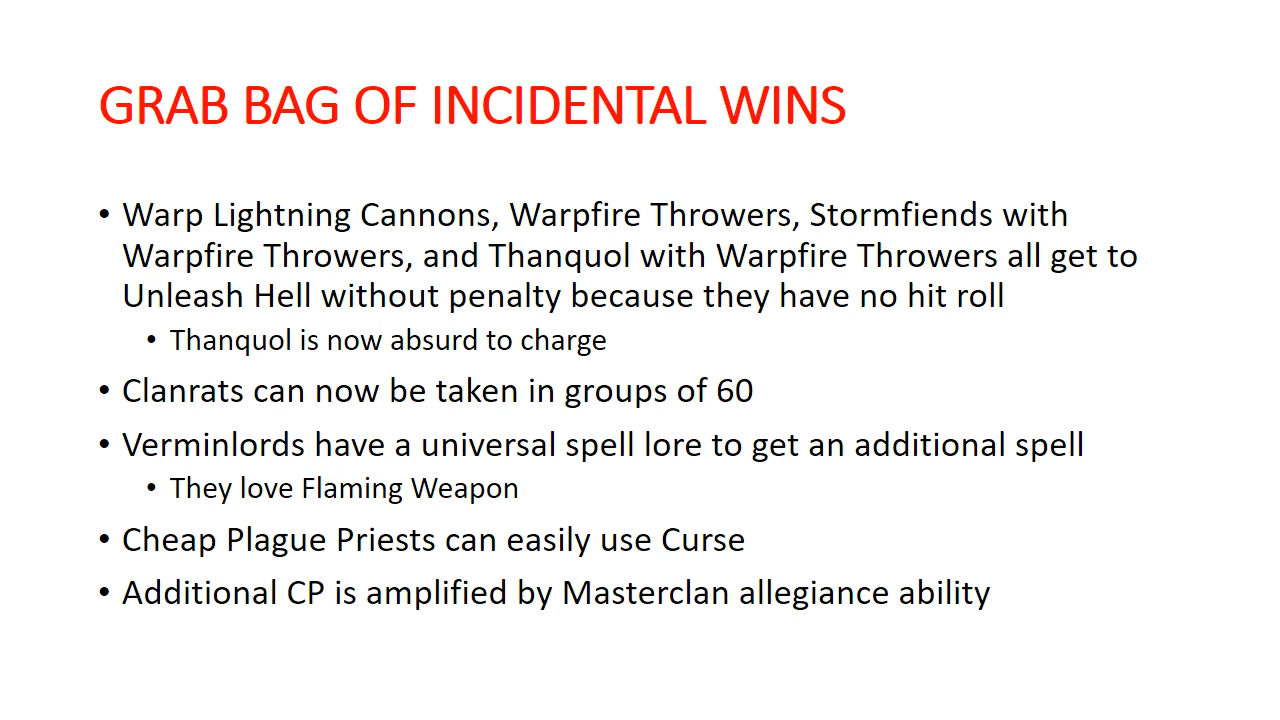 GRAB BAG OF INCIDENTAL WINS
• Warp Lightning Cannons, Warpfire Throwers, Stormfiends with
Warpfire Throwers, and Thanquol with Warpfire Throwers all get to
Unleash Hell without penalty because they have no hit roll
• Thanquol is now absurd to charge
• Clanrats can now be taken in groups of 60
• Verminlords have a universal spell lore to get an additional spell
• They love Flaming Weapon
• Cheap Plague Priests can easily use Curse
• Additional CP is amplified by Masterclan allegiance ability